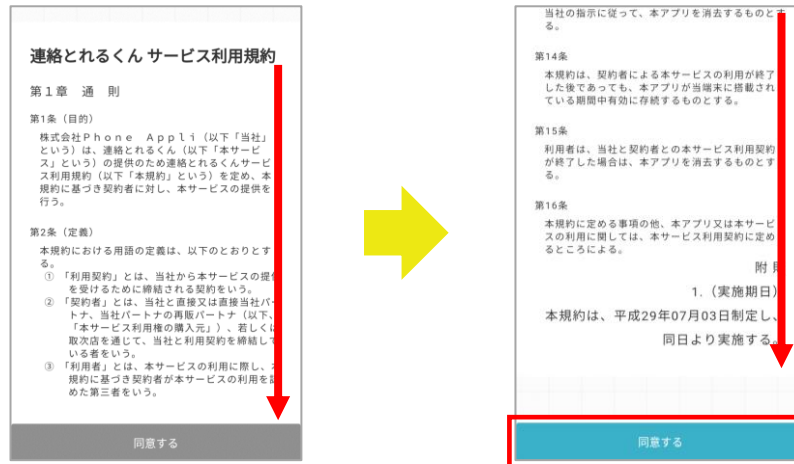 連絡とれるくん サービス利用規約
第１章　通　則
第1条（目的）
株式会社Ｐｈｏｎｅ　Ａｐｐｌｉ（以下「当社」
という）は、連絡とれるくん（以下「本サービ
ス」という）の提供のため連絡とれるくんサービ
ス利用規約（以下「本規約」という）を定め、本
規約に基づき契約者に対し、本サービスの提供を
行う。
第2条（定義）
本規約における用語の定義は、以下のとおりとす
る。
①　「利用契約」とは、当社から本サービスの提
を受けるために締結される契約をいう。
②　「契約者」とは、当社と直接又は直接当社パー
トナ、当社パートナの再販パートナ（以下、
「本サービス利用権の購入元」）、若しくは
取次店を通じて、当社と利用契約を締結して
いる者をいう。
③　「利用者」とは、本サービスの利用に際し、
規約に基づき契約者が本サービスの利用を
めた第三者をいう。
同意する
当社の指示に従って、本アプリを消去するものとす
る。
第14条
本規約は、契約者による本サービスの利用が終了
した後であっても、本アプリが当端末に搭載され
ている期間中有効に存続するものとする。
第15条
利用者は、当社と契約者との本サービス利用契約
が終了した場合は、本アプリを消去するものとす
る。
第16条
本規約に定める事項の他、本アプリ又は本サービ
スの利用に関しては、本サービス利用契約に定め
るところによる。
附 則
1.（実施期日）
本規約は、平成29年07月03日制定し、
同日より実施する。
同意する